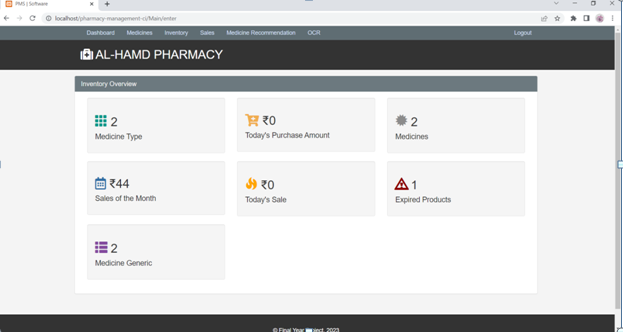 PMS | Software
localhost/pharmacy-management-ci/Main/enter
Dashboard Medicines Inventory Sales Medicine Recommendation OCR Logout
AL-HAMD PHARMACY
Inventory Overview
2 ₹0 2
Medicine Type Today's Purchase Amount Medicines
₹44 ₹0 1
Sales of the Month Today's Sale Expired Products
2
Medicine Generic
© Final Year Project, 2023